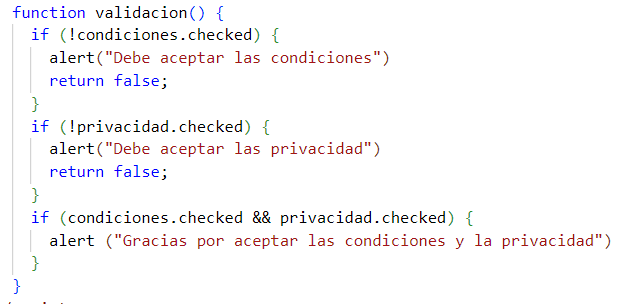 function validacion() {
if (!condiciones.checked) {
alert("Debe aceptar las condiciones")
return false;
}
if (!privacidad.checked) {
alert("Debe aceptar las privacidad")
return false;
}
if (condiciones.checked && privacidad.checked) {
alert ("Gracias por aceptar las condiciones y la privacidad")
}
}